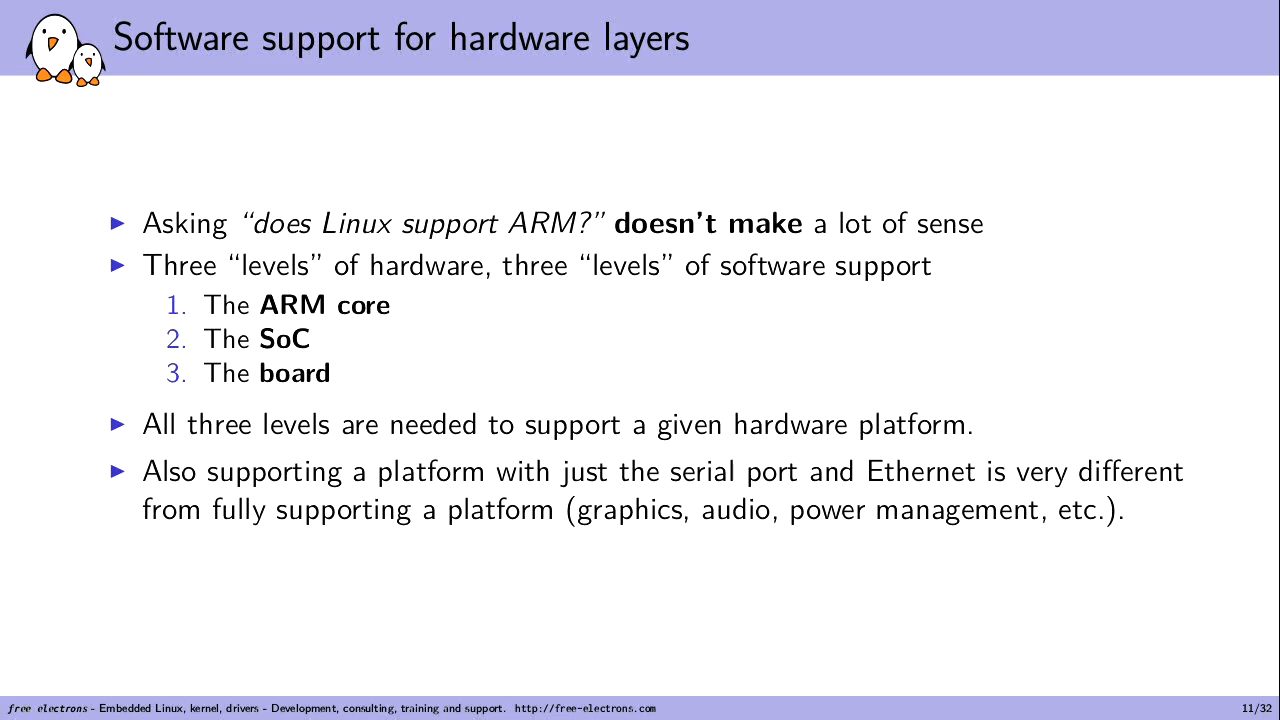 Software support for hardware layers
▶ Asking “does Linux support ARM?” doesn’t make a lot of sense
▶ Three “levels” of hardware, three “levels” of software support
1. The ARM core
2. The SoC
3. The board
▶ All three levels are needed to support a given hardware platform.
▶ Also supporting a platform with just the serial port and Ethernet is very different
from fully supporting a platform (graphics, audio, power management, etc.).
free electrons - Embedded Linux, kernel, drivers - Development, consulting, training and support. http://free-electrons.com 11/32